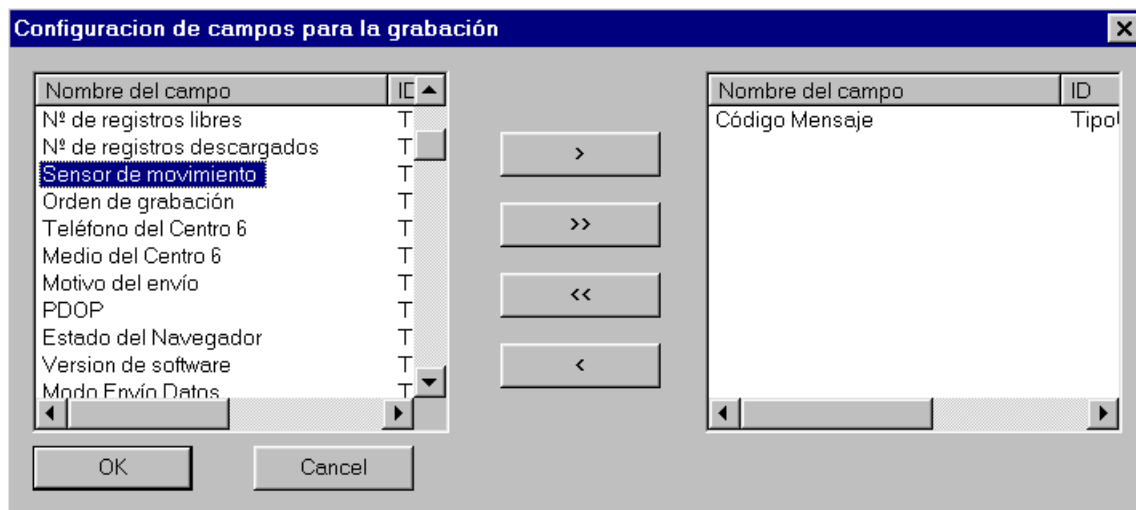 Configuracion de campos para la grabación
Nombre del campo ID
Nº de registros libres T
Nº de registros descargados T
Sensor de movimiento T
Orden de grabación T
Teléfono del Centro 6 T
Medio del Centro 6 T
Motivo del envío T
PDOP T
Estado del Navegador T
Version de software T
Modo Envío Datos T
>
>>
<<
<
Nombre del campo ID
Código Mensaje Tipo
OK Cancel